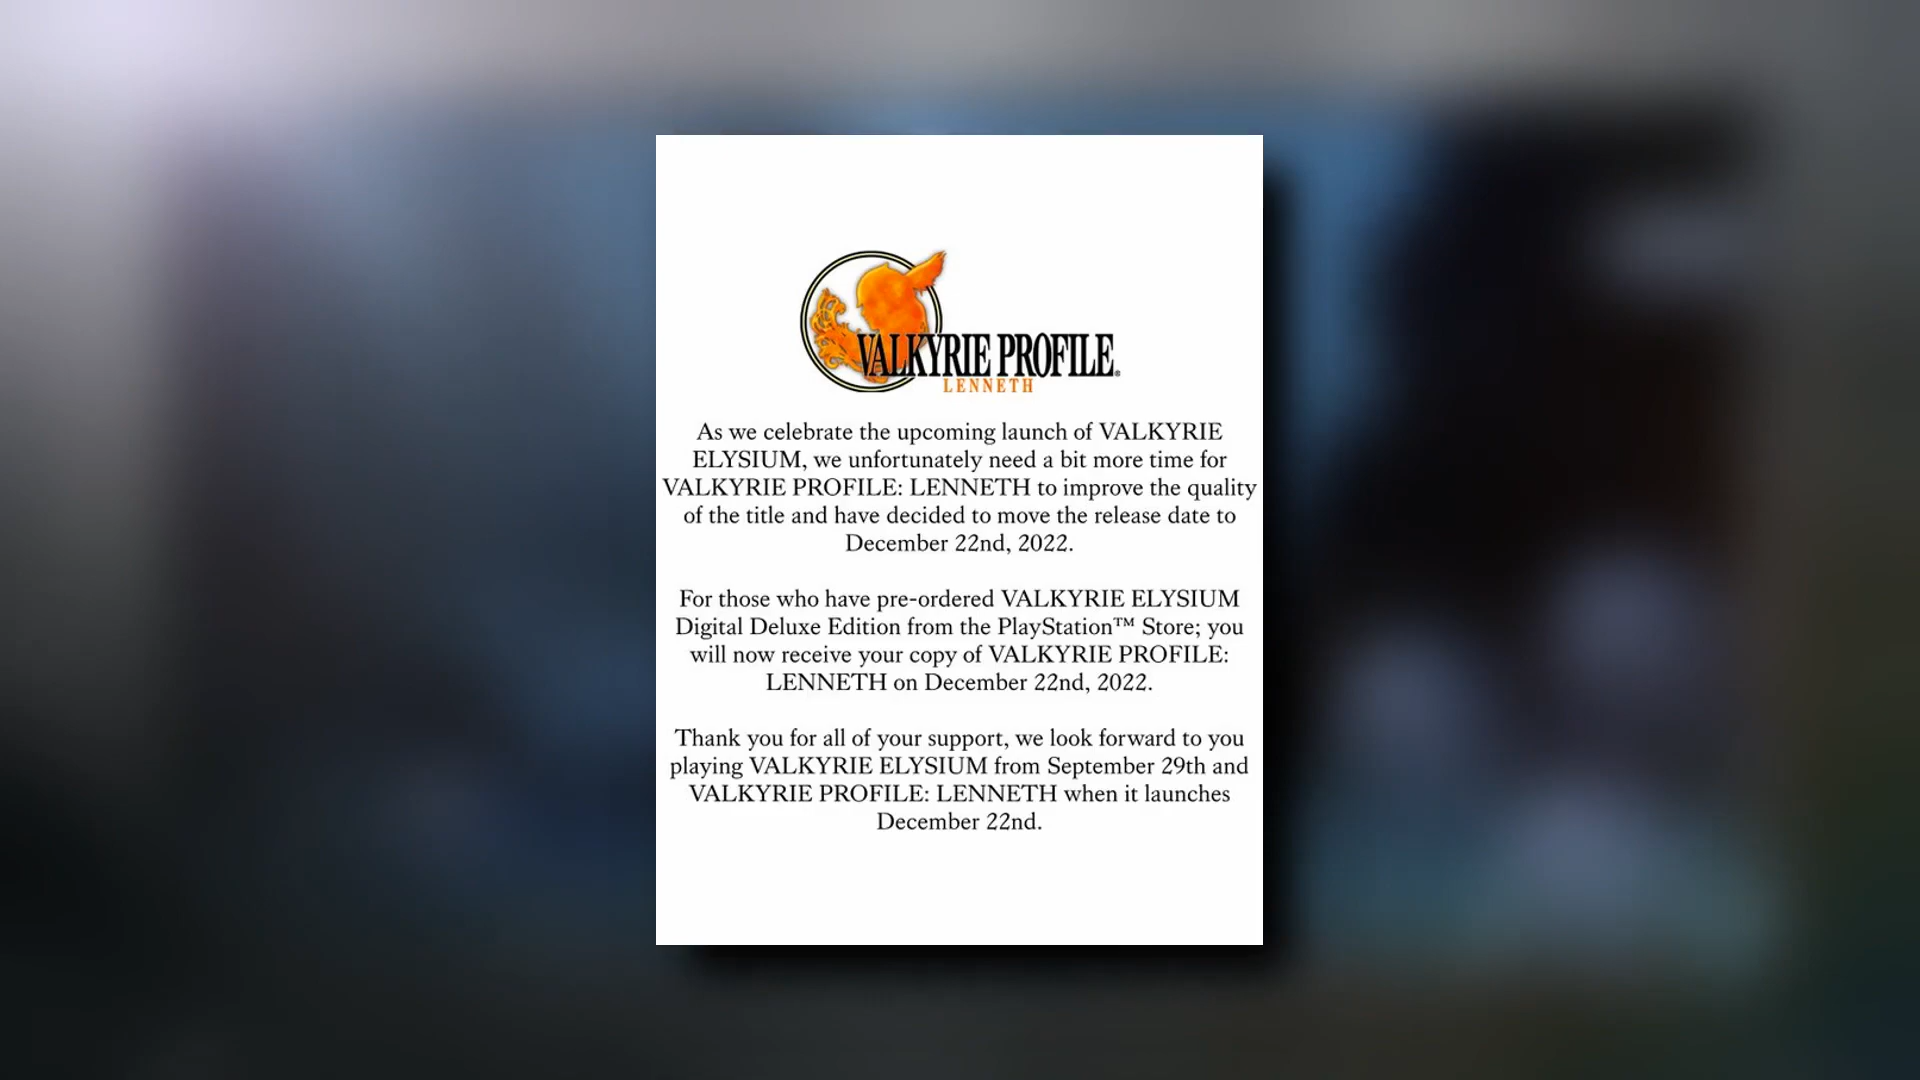 VALKYRIE PROFILE®
LENNETH
As we celebrate the upcoming launch of VALKYRIE
ELYSIUM, we unfortunately need a bit more time for
VALKYRIE PROFILE: LENNETH to improve the quality
of the title and have decided to move the release date to
December 22nd, 2022.
For those who have pre-ordered VALKYRIE ELYSIUM
Digital Deluxe Edition from the PlayStation™ Store; you
will now receive your copy of VALKYRIE PROFILE:
LENNETH on December 22nd, 2022.
Thank you for all of your support, we look forward to you
playing VALKYRIE ELYSIUM from September 29th and
VALKYRIE PROFILE: LENNETH when it launches
December 22nd.